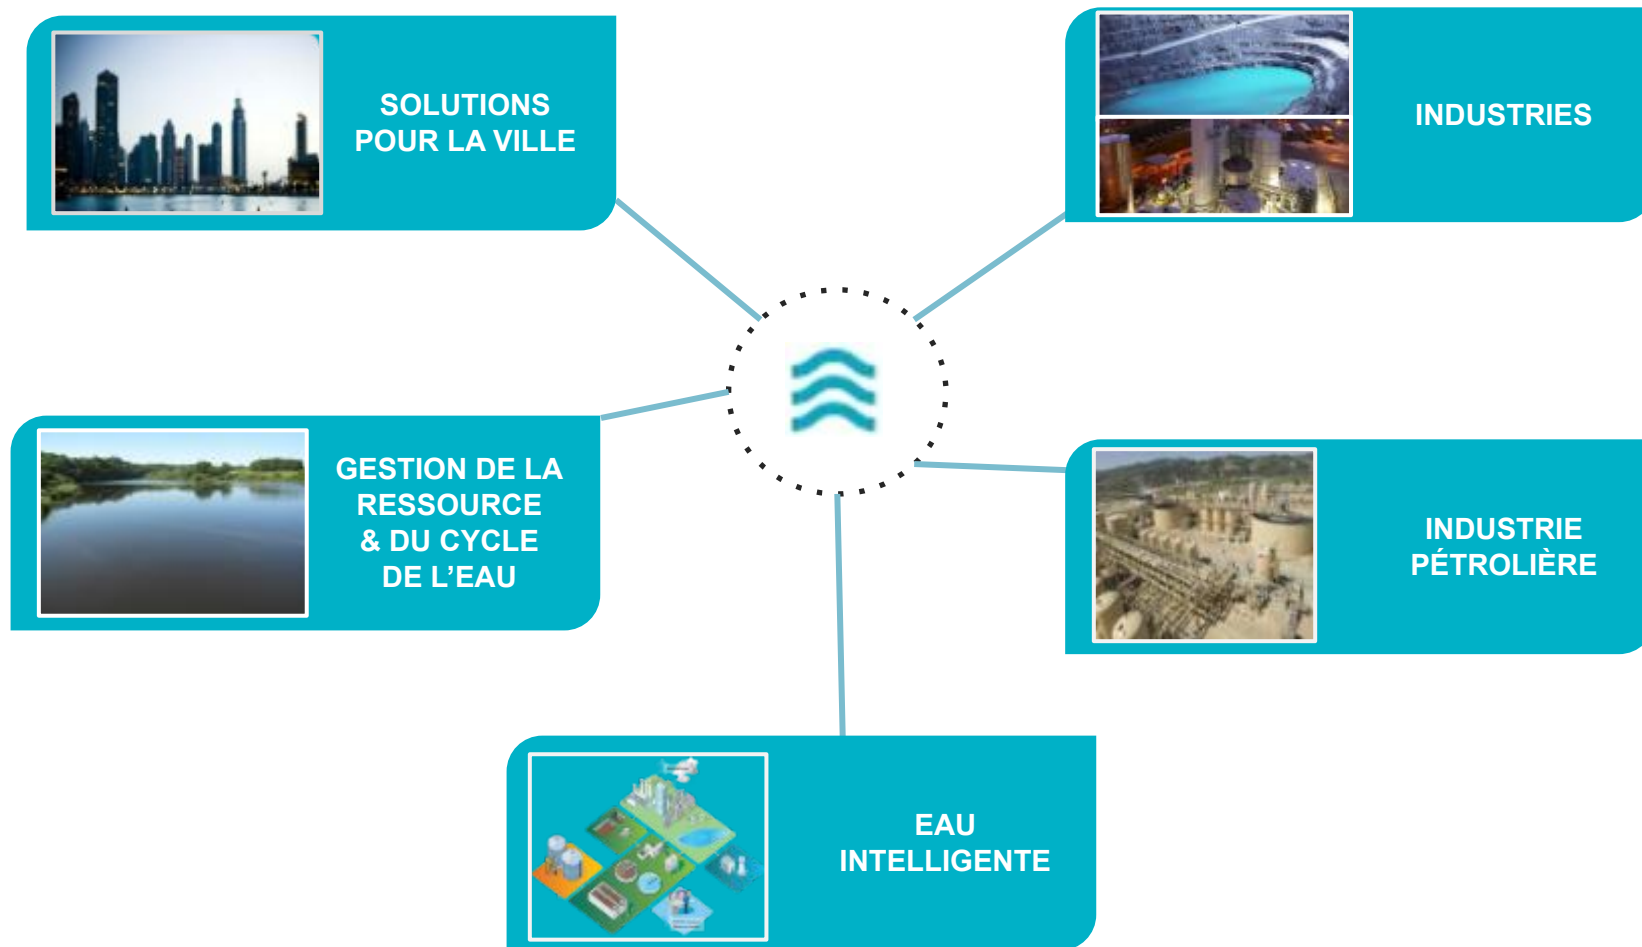 SOLUTIONS
POUR LA VILLE
INDUSTRIES
GESTION DE LA
RESSOURCE
& DU CYCLE
DE L’EAU
INDUSTRIE
PÉTROLIÈRE
EAU
INTELLIGENTE